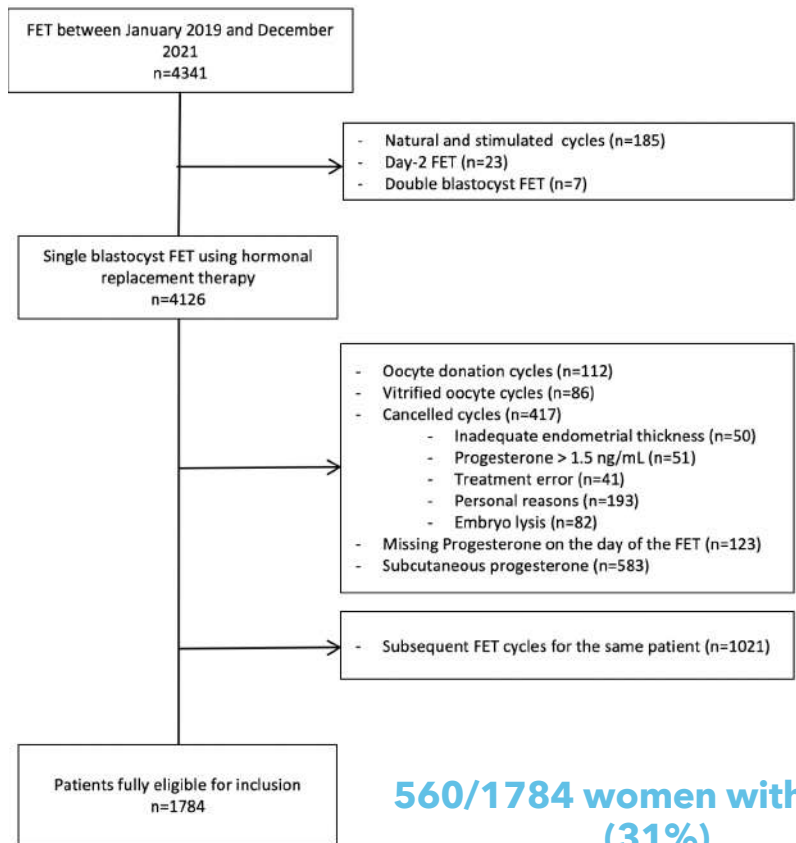 FET between January 2019 and December
2021
n=4341
- Natural and stimulated cycles (n=185)
- Day-2 FET (n=23)
- Double blastocyst FET (n=7)
Single blastocyst FET using hormonal
replacement therapy
n=4126
- Oocyte donation cycles (n=112)
- Vitrified oocyte cycles (n=86)
- Cancelled cycles (n=417)
- Inadequate endometrial thickness (n=50)
- Progesterone > 1.5 ng/mL (n=51)
- Treatment error (n=41)
- Personal reasons (n=193)
- Embryo lysis (n=82)
- Missing Progesterone on the day of the FET (n=123)
- Subcutaneous progesterone (n=583)
- Subsequent FET cycles for the same patient (n=1021)
Patients fully eligible for inclusion
n=1784
560/1784 women with
(31%)